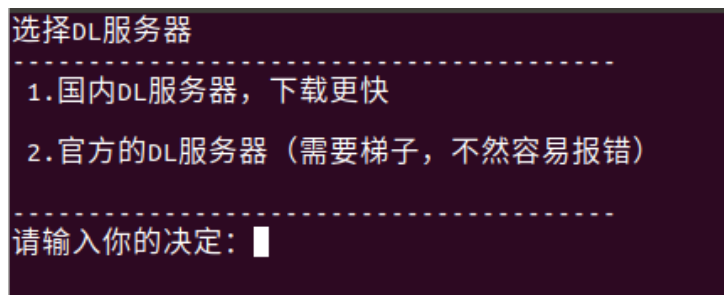 选择DL服务器
----------------------------------------
1.国内DL服务器，下载更快
2.官方的DL服务器（需要梯子，不然容易报错）
----------------------------------------
请输入你的决定：